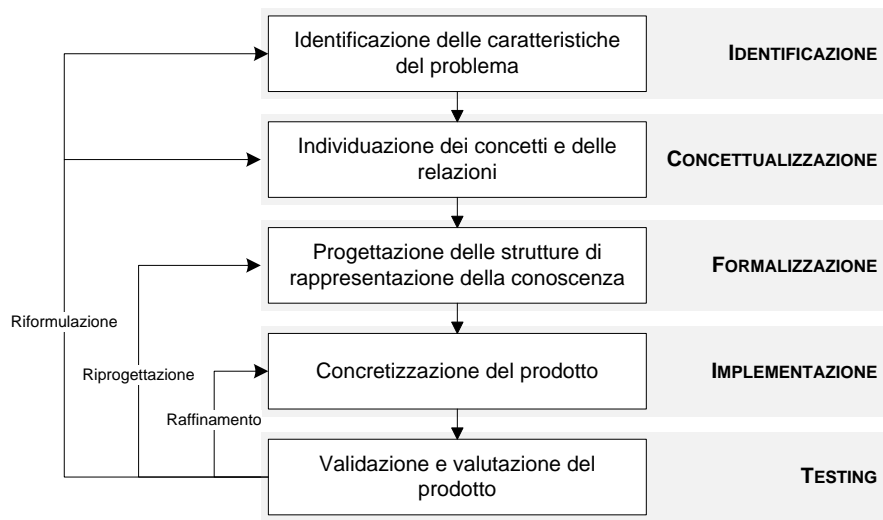 Identificazione delle caratteristiche
del problema
IDENTIFICAZIONE
Individuazione dei concetti e delle
relazioni
CONCETTUALIZZAZIONE
Progettazione delle strutture di
rappresentazione della conoscenza
FORMALIZZAZIONE
Riformulazione
Riprogettazione
Concretizzazione del prodotto
IMPLEMENTAZIONE
Raffinamento
Validazione e valutazione del
prodotto
TESTING